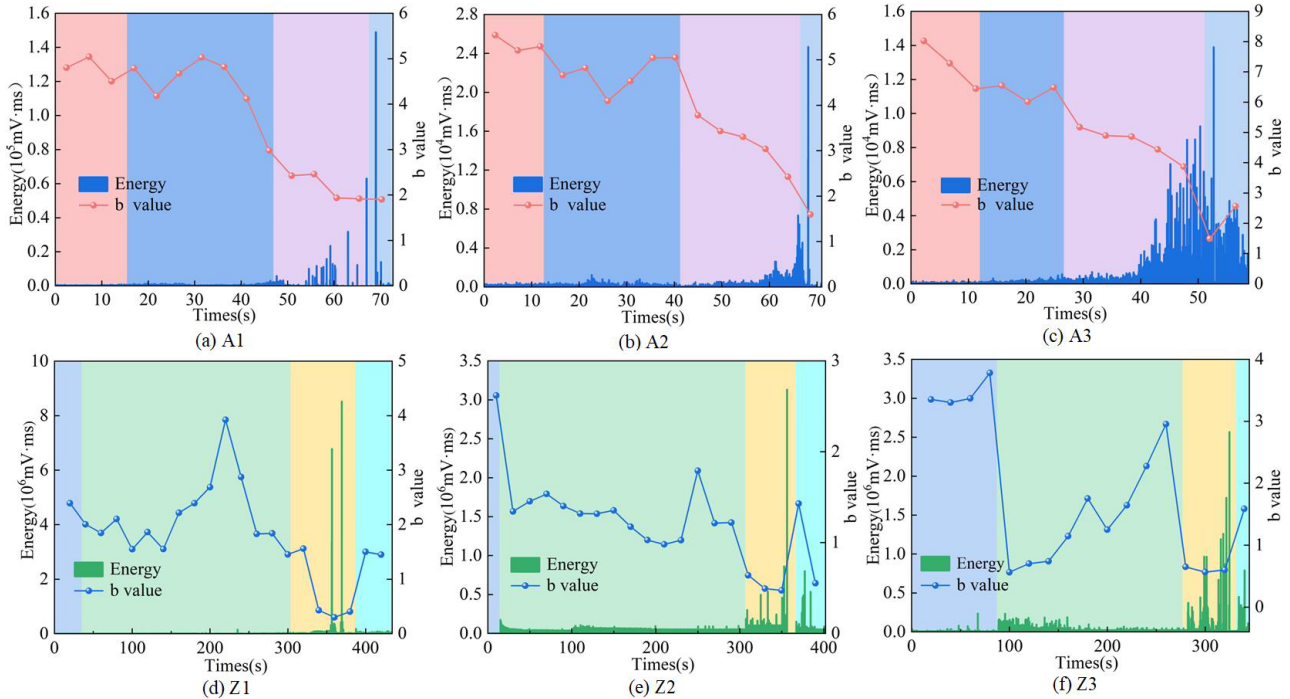 1.6
1.4
1.2
1.0
0.8
0.6
0.4
0.2
0.0
Energy(10⁵mV·ms)
6
5
4
3
2
1
0
b value
Energy
b value
0 10 20 30 40 50 60 70
Times(s)
(a) A1
2.8
2.4
2.0
1.6
1.2
0.8
0.4
0.0
Energy(10⁴mV·ms)
6
5
4
3
2
1
0
b value
Energy
b value
0 10 20 30 40 50 60 70
Times(s)
(b) A2
1.6
1.4
1.2
1.0
0.8
0.6
0.4
0.2
0.0
Energy(10⁴mV·ms)
9
8
7
6
5
4
3
2
1
0
b value
Energy
b value
0 10 20 30 40 50
Times(s)
(c) A3
10
8
6
4
2
0
Energy(10⁶mV·ms)
5
4
3
2
1
0
b value
Energy
b value
0 100 200 300 400
Times(s)
(d) Z1
3.5
3.0
2.5
2.0
1.5
1.0
0.5
0.0
Energy(10⁶mV·ms)
3
2
1
0
b value
Energy
b value
0 100 200 300 400
Times(s)
(e) Z2
3.5
3.0
2.5
2.0
1.5
1.0
0.5
0.0
Energy(10⁶mV·ms)
4
3
2
1
0
b value
Energy
b value
0 100 200 300
Times(s)
(f) Z3